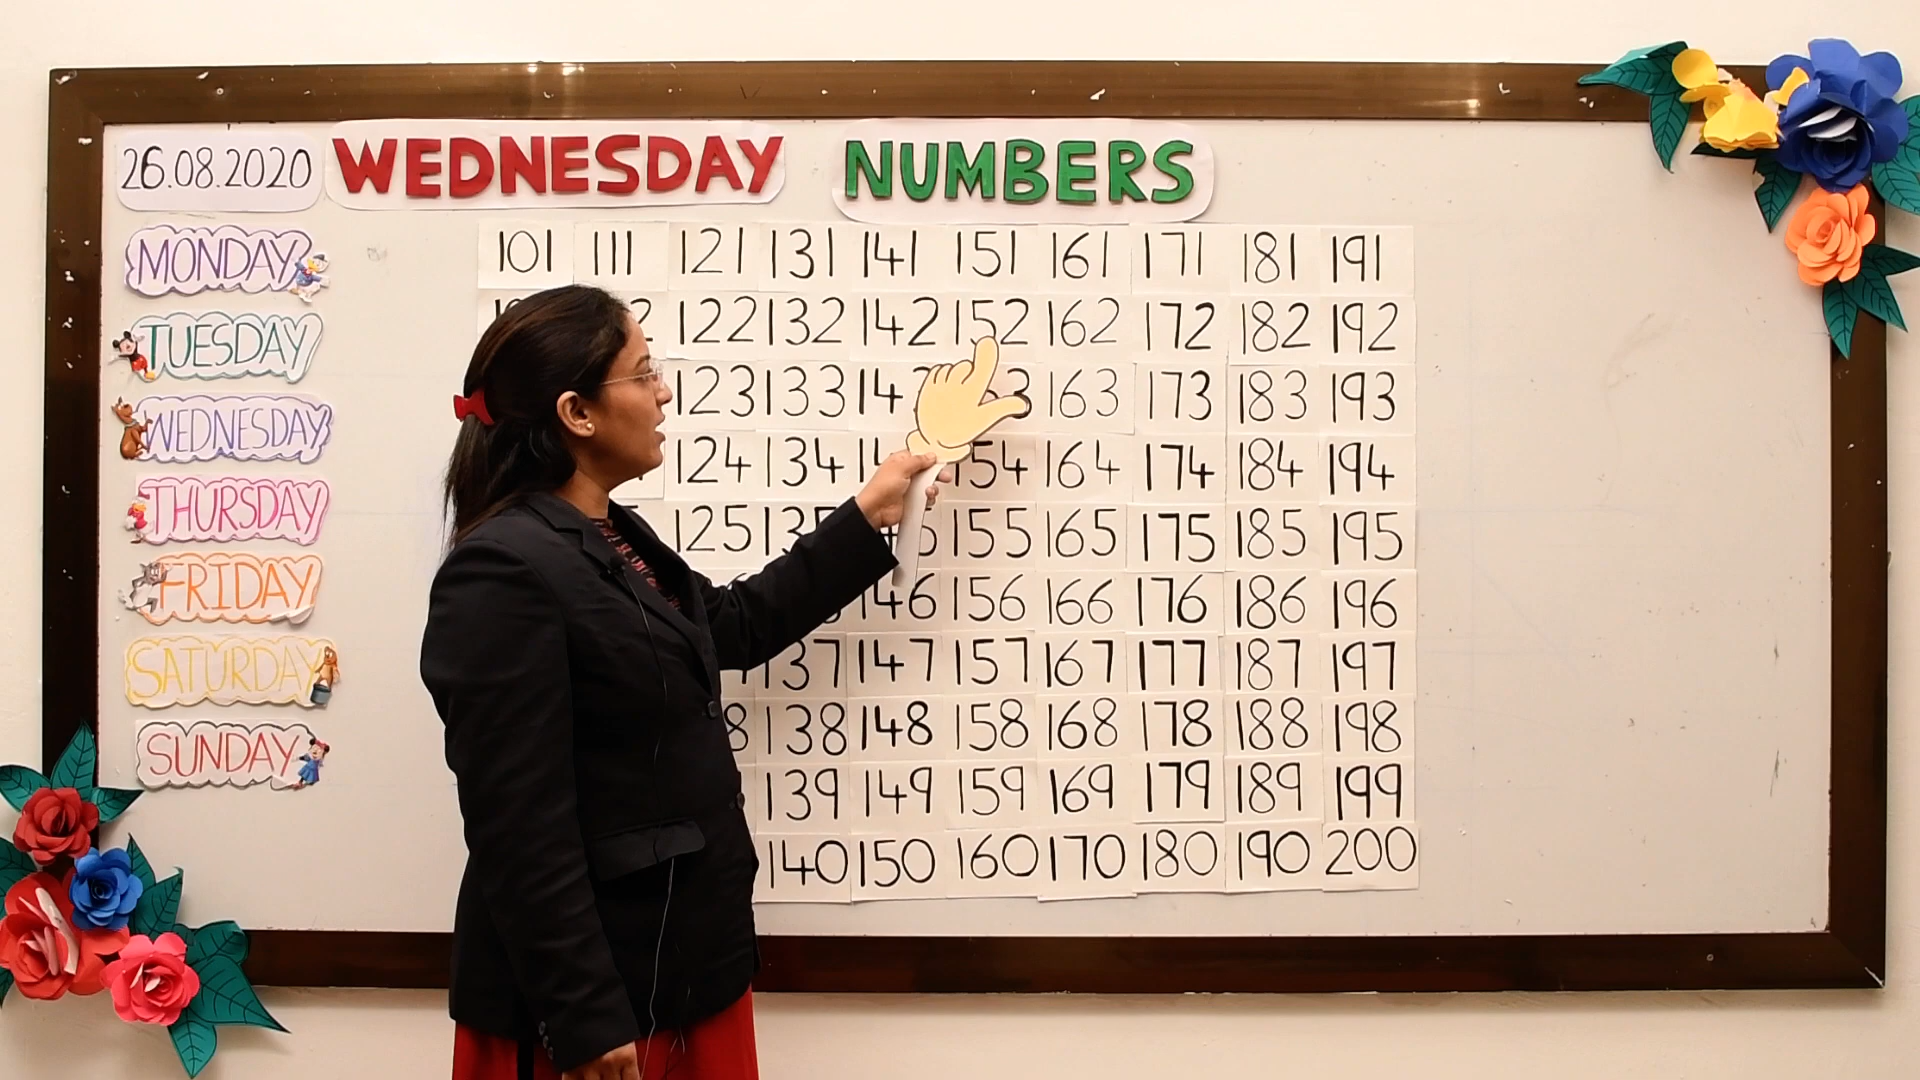 26.08.2020 WEDNESDAY NUMBERS
MONDAY
TUESDAY
WEDNESDAY
THURSDAY
FRIDAY
SATURDAY
SUNDAY
101 111 121 131 141 151 161 171 181 191
122 132 142 152 162 172 182 192
123 133 163 173 183 193
124 134 154 164 174 184 194
125 155 165 175 185 195
146 156 166 176 186 196
137 147 157 167 177 187 197
138 148 158 168 178 188 198
139 149 159 169 179 189 199
140 150 160 170 180 190 200